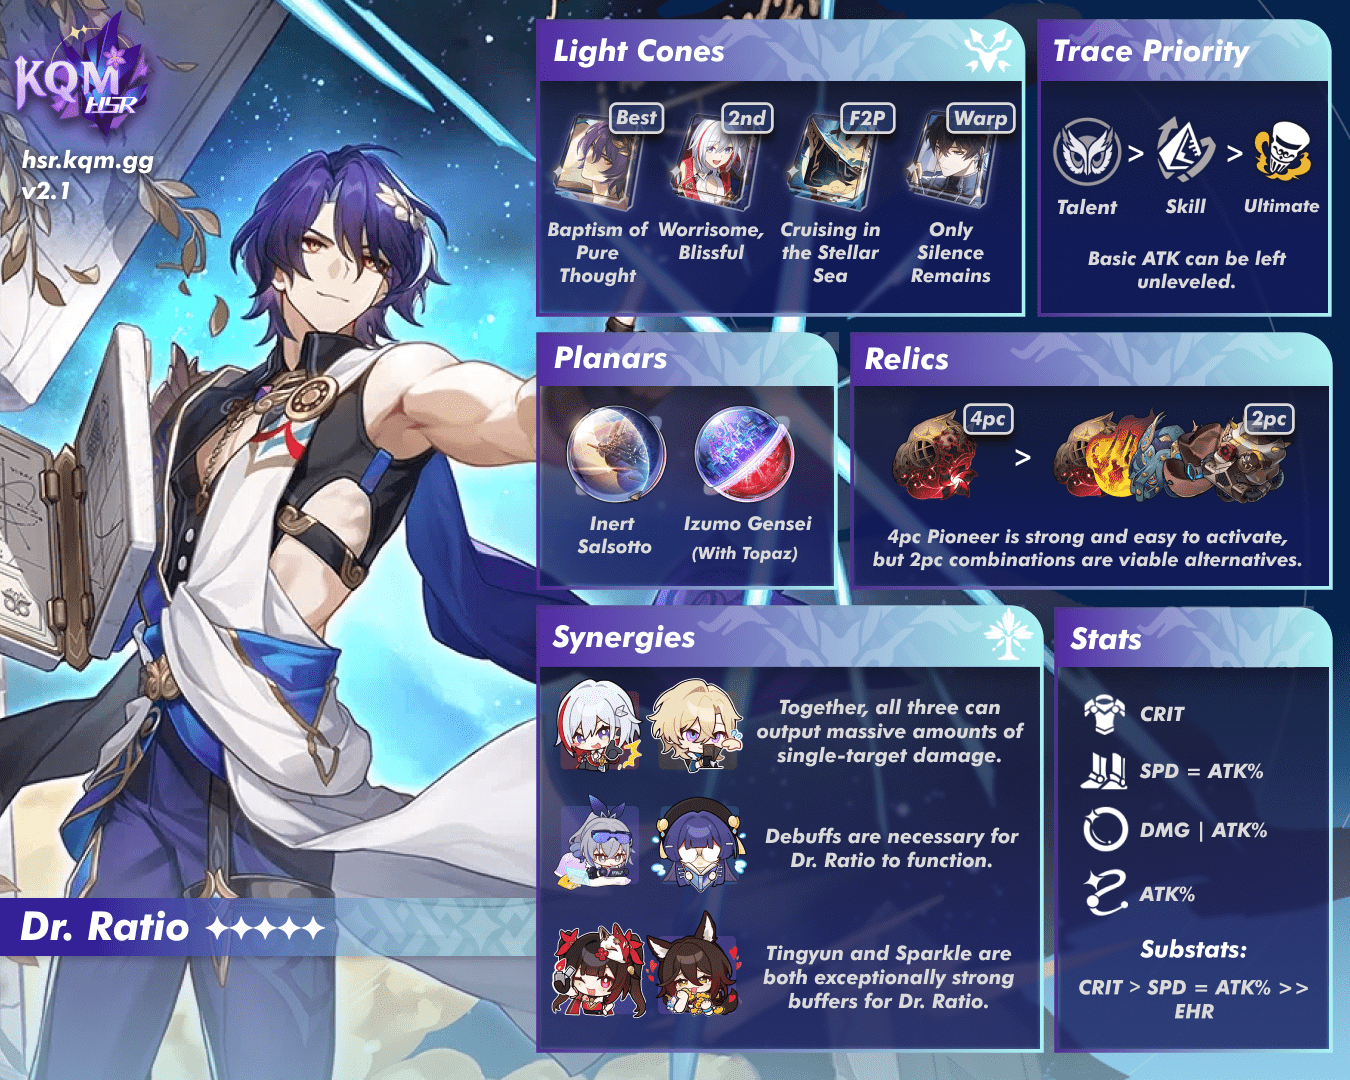 KQM
HSR
hsr.kqm.gg
v2.1
Dr. Ratio
Light Cones
Best
2nd
F2P
Warp
Baptism of
Pure
Thought
Worrisome,
Blissful
Cruising in
the Stellar
Sea
Only
Silence
Remains
Trace Priority
Talent
>
Skill
>
Ultimate
Basic ATK can be left
unleveled.
Planars
Inert
Salsotto
Izumo Gensei
(With Topaz)
Relics
4pc
>
2pc
4pc Pioneer is strong and easy to activate,
but 2pc combinations are viable alternatives.
Synergies
Together, all three can
output massive amounts of
single-target damage.
Debuffs are necessary for
Dr. Ratio to function.
Tingyun and Sparkle are
both exceptionally strong
buffers for Dr. Ratio.
Stats
CRIT
SPD = ATK%
DMG | ATK%
ATK%
Substats:
CRIT > SPD = ATK% >>
EHR